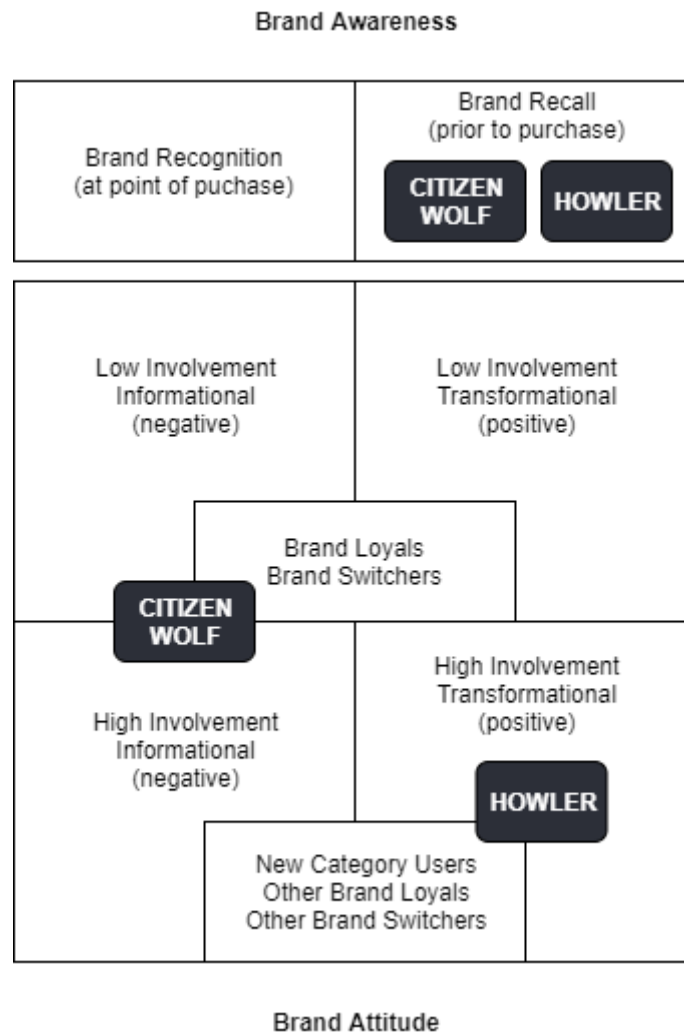 Brand Awareness
Brand Recognition
(at point of puchase)
Brand Recall
(prior to purchase)
CITIZEN
WOLF
HOWLER
Low Involvement
Informational
(negative)
Low Involvement
Transformational
(positive)
Brand Loyals
Brand Switchers
CITIZEN
WOLF
High Involvement
Informational
(negative)
High Involvement
Transformational
(positive)
HOWLER
New Category Users
Other Brand Loyals
Other Brand Switchers
Brand Attitude